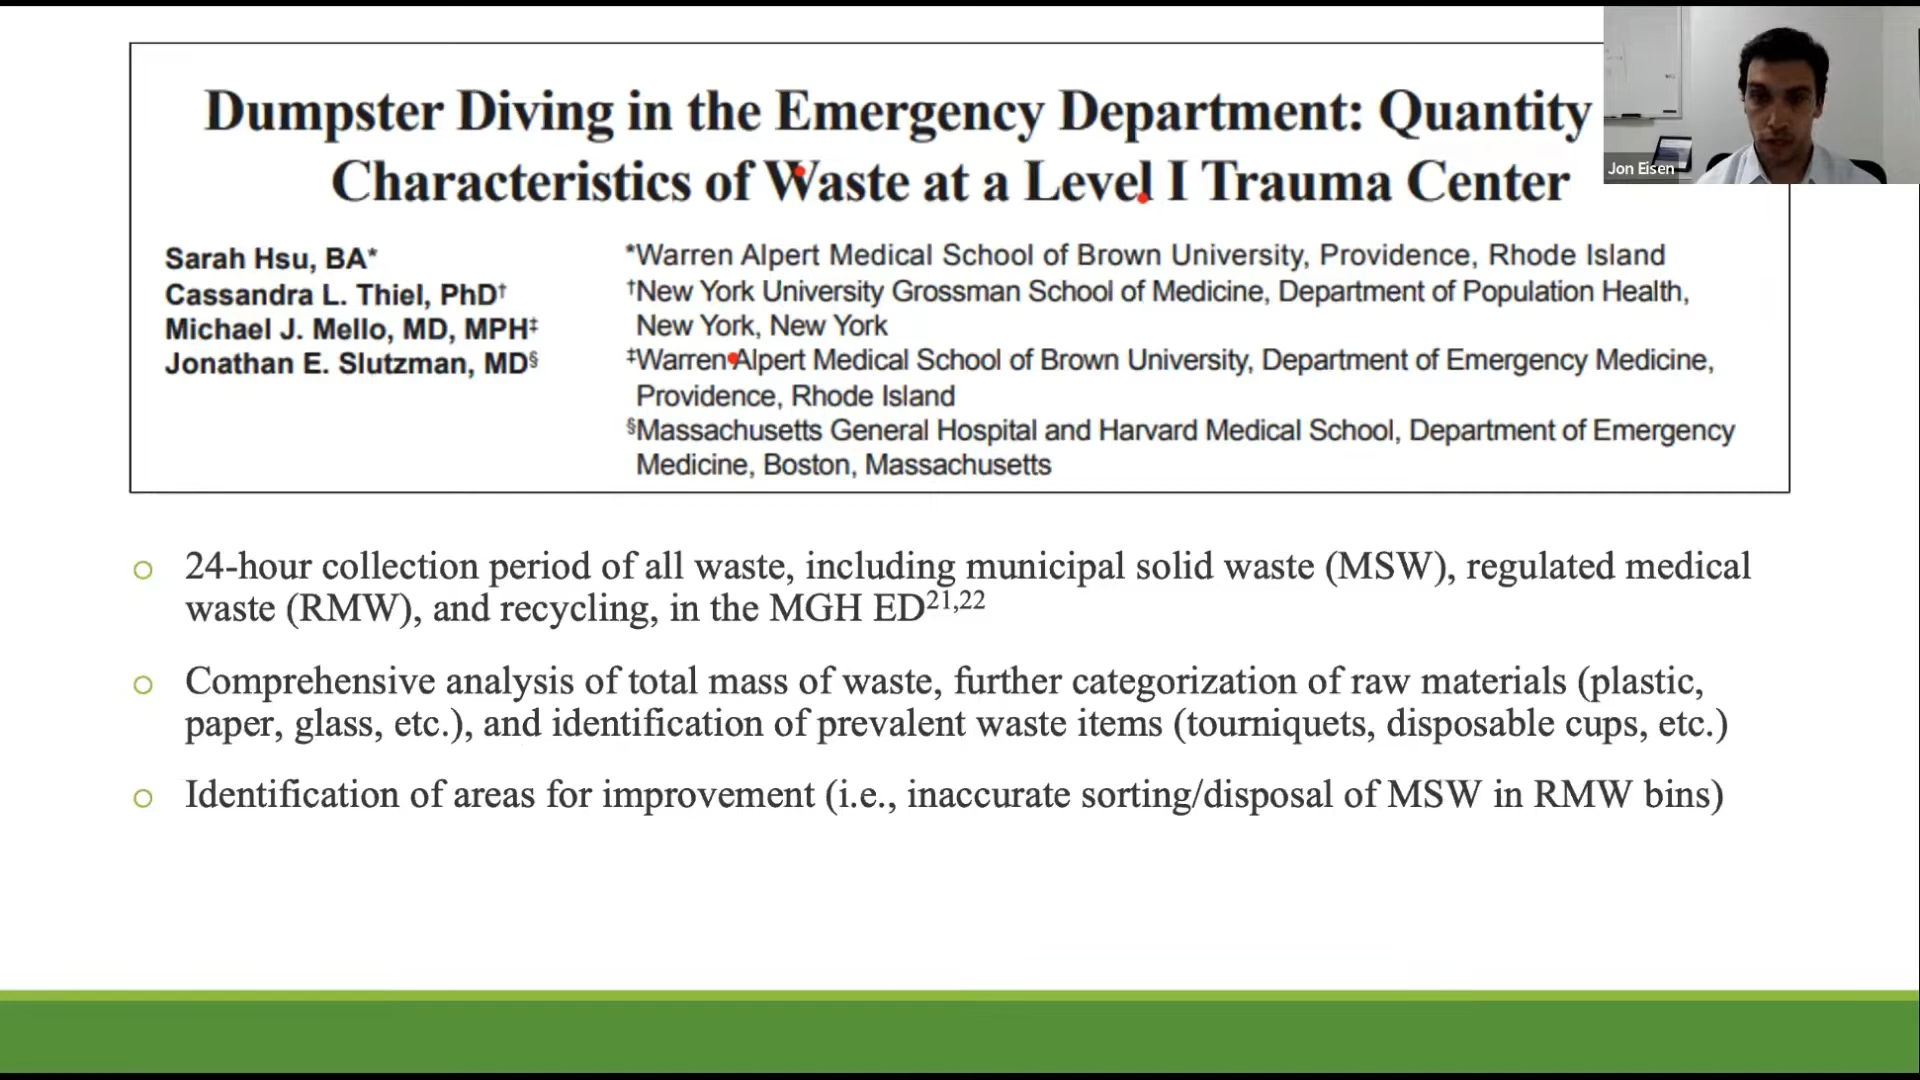 Dumpster Diving in the Emergency Department: Quantity
Characteristics of Waste at a Level I Trauma Center
Jon Eisen
Sarah Hsu, BA*
Cassandra L. Thiel, PhD†
Michael J. Mello, MD, MPH‡
Jonathan E. Slutzman, MD§
*Warren Alpert Medical School of Brown University, Providence, Rhode Island
†New York University Grossman School of Medicine, Department of Population Health,
New York, New York
‡Warren Alpert Medical School of Brown University, Department of Emergency Medicine,
Providence, Rhode Island
§Massachusetts General Hospital and Harvard Medical School, Department of Emergency
Medicine, Boston, Massachusetts
24-hour collection period of all waste, including municipal solid waste (MSW), regulated medical
waste (RMW), and recycling, in the MGH ED21,22
Comprehensive analysis of total mass of waste, further categorization of raw materials (plastic,
paper, glass, etc.), and identification of prevalent waste items (tourniquets, disposable cups, etc.)
Identification of areas for improvement (i.e., inaccurate sorting/disposal of MSW in RMW bins)